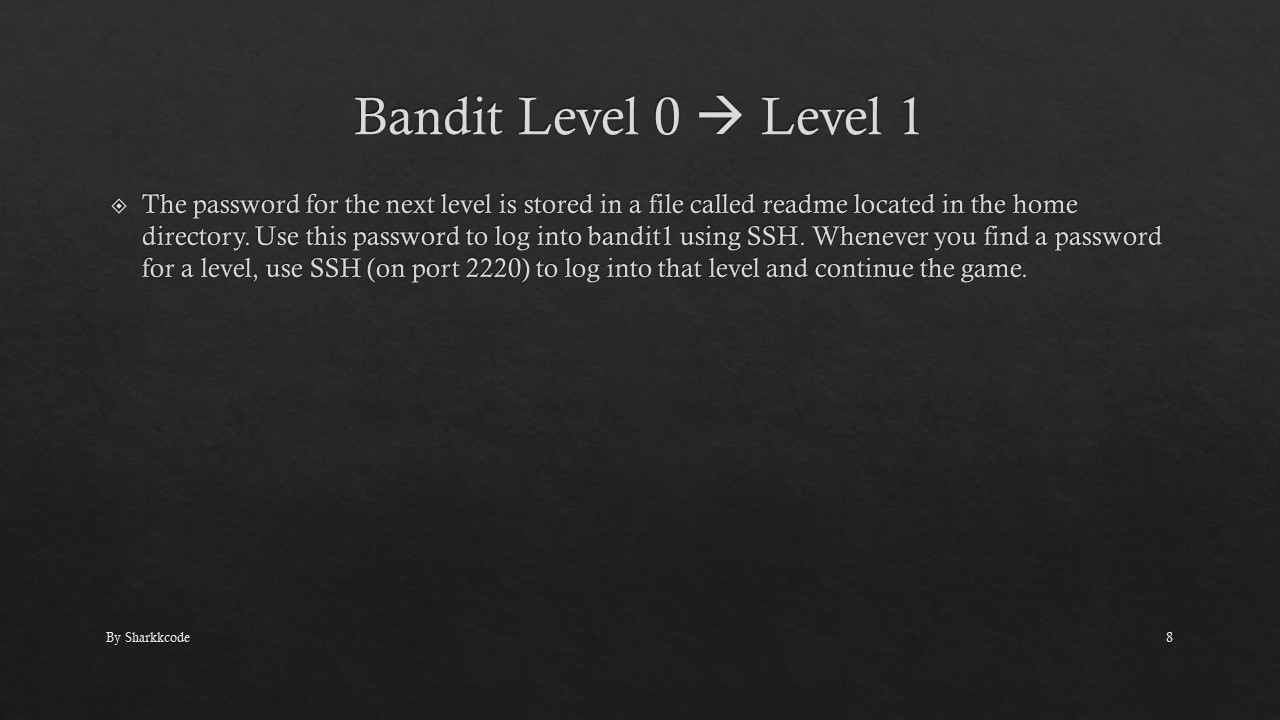 Bandit Level 0 → Level 1
The password for the next level is stored in a file called readme located in the home
directory. Use this password to log into bandit1 using SSH. Whenever you find a password
for a level, use SSH (on port 2220) to log into that level and continue the game.
By Sharkkcode
8